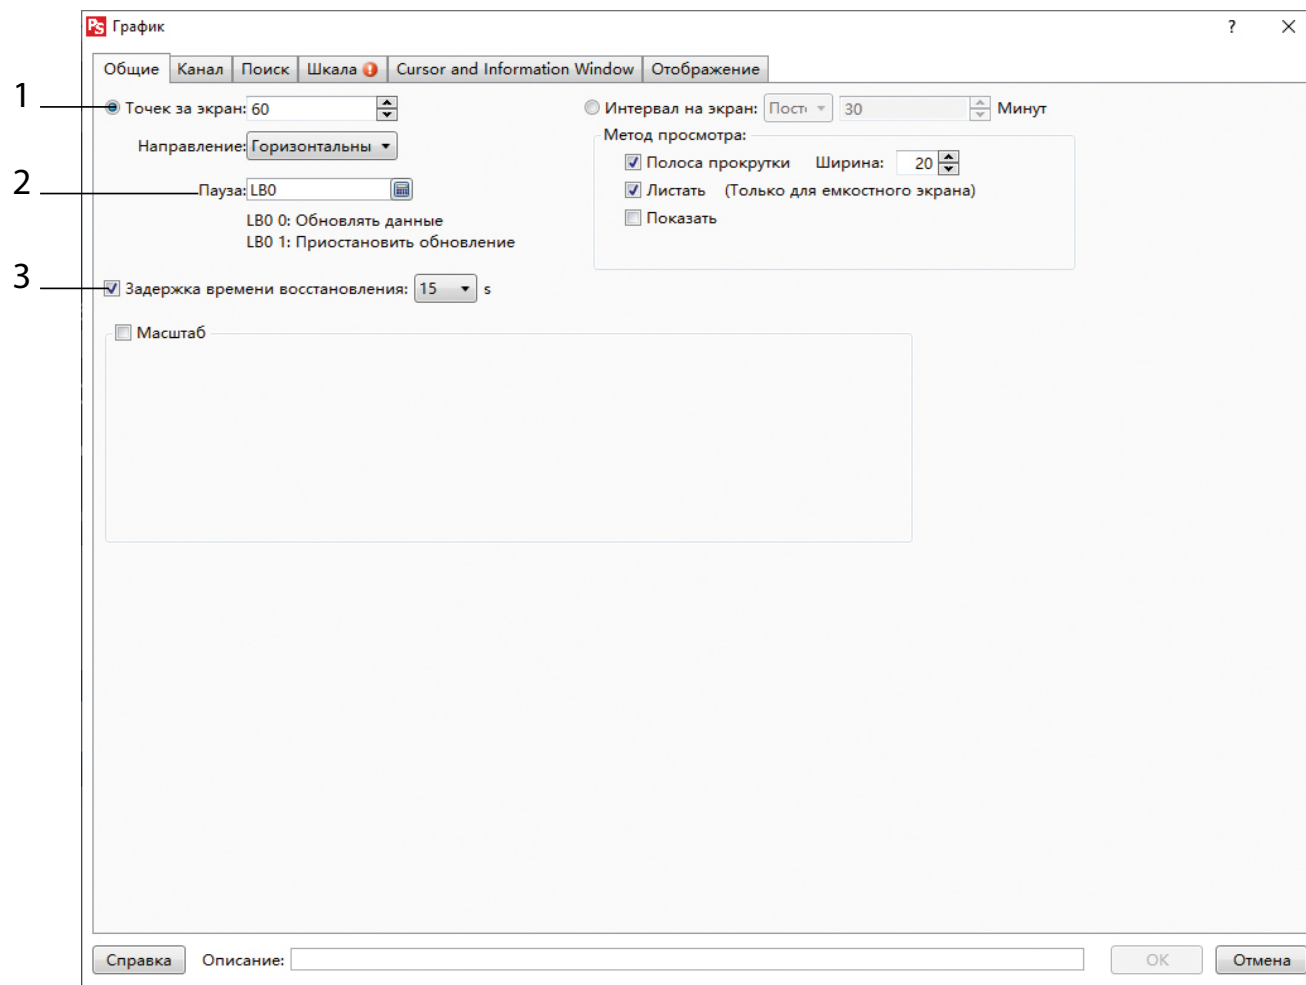 PS График ?
Общие Канал Поиск Шкала Cursor and Information Window Отображение
1 Точек за экран: 60 Интервал на экран: Пост 30 Минут
Направление: Горизонтальны Метод просмотра:
Полоса прокрутки Ширина: 20
2 Пауза: LB0 Листать (Только для емкостного экрана)
LB0 0: Обновлять данные Показать
LB0 1: Приостановить обновление
3 Задержка времени восстановления: 15 s
Масштаб
Справка Описание: OK Отмена